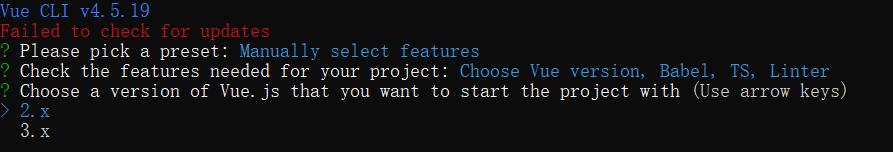 Vue CLI v4.5.19
Failed to check for updates
? Please pick a preset: Manually select features
? Check the features needed for your project: Choose Vue version, Babel, TS, Linter
? Choose a version of Vue.js that you want to start the project with (Use arrow keys)
> 2.x
3.x